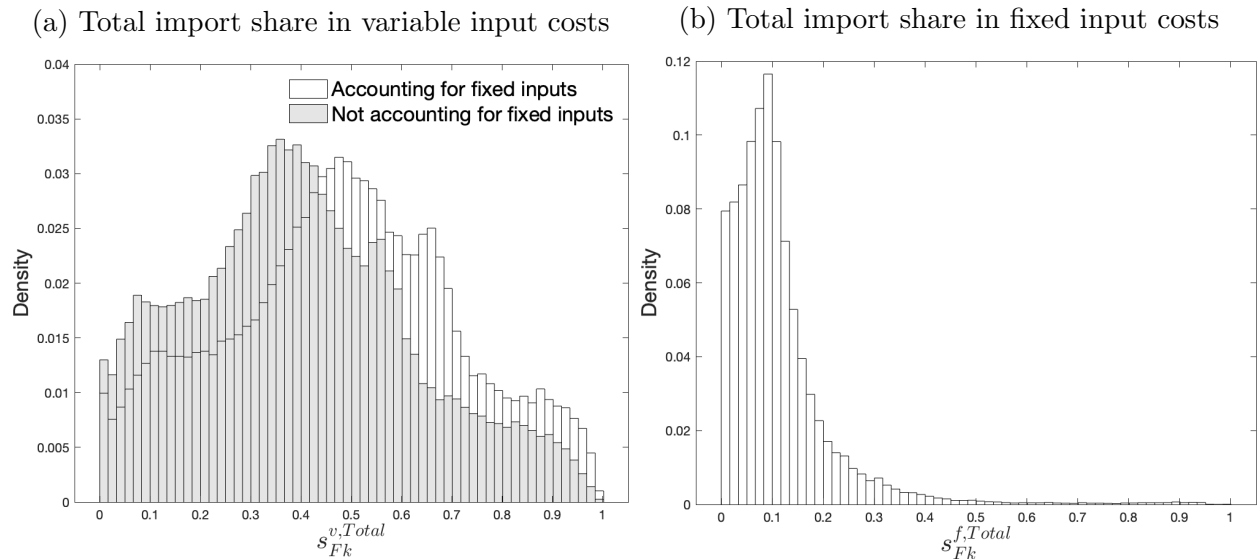 (a) Total import share in variable input costs
0.04
0.035
0.03
0.025
0.02
0.015
0.01
0.005
0
Density
Accounting for fixed inputs
Not accounting for fixed inputs
0 0.1 0.2 0.3 0.4 0.5 0.6 0.7 0.8 0.9 1
s_{Fk}^{v,Total}
(b) Total import share in fixed input costs
0.12
0.1
0.08
0.06
0.04
0.02
0
Density
0 0.1 0.2 0.3 0.4 0.5 0.6 0.7 0.8 0.9 1
s_{Fk}^{f,Total}